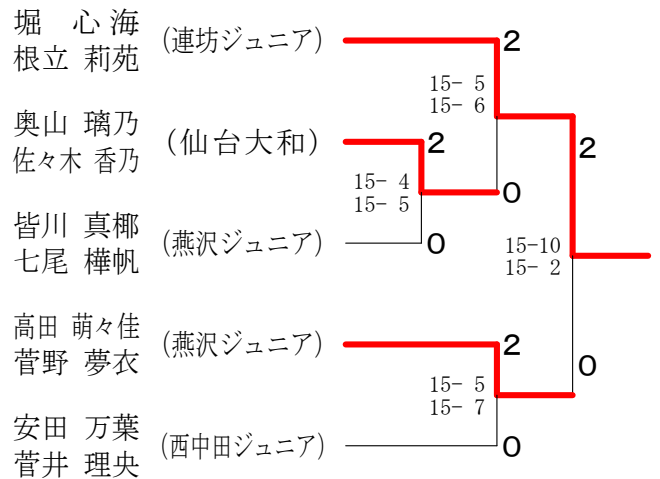 堀 心海
根立 莉苑
(連坊ジュニア)
2
15- 5
15- 6
奥山 璃乃
佐々木 香乃
(仙台大和)
2
2
15- 4
15- 5
0
皆川 真椰
七尾 樺帆
(燕沢ジュニア)
0
15-10
15- 2
高田 萌々佳
菅野 夢衣
(燕沢ジュニア)
2
0
15- 5
15- 7
安田 万葉
菅井 理央
(西中田ジュニア)
0